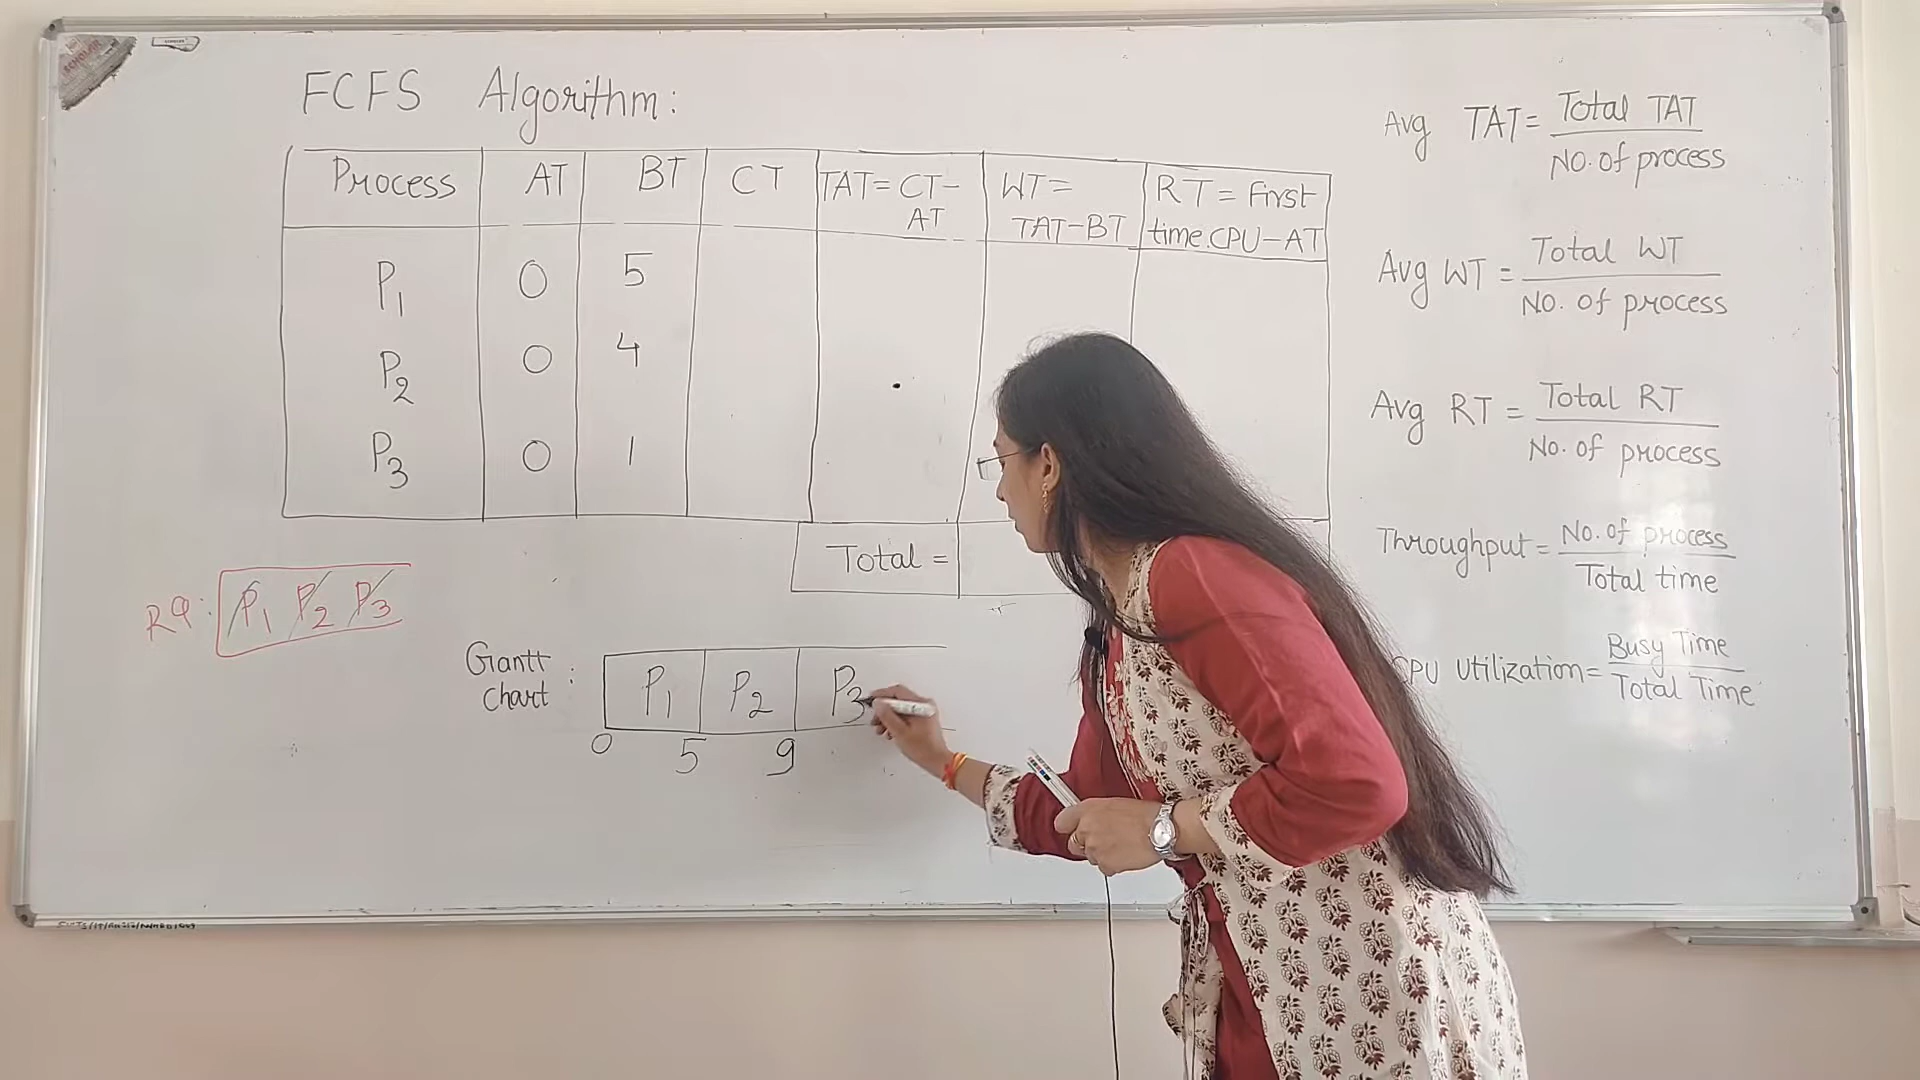 FCFS Algorithm:
Process AT BT CT TAT= CT-AT WT= TAT-BT RT= First time.CPU-AT
P1 0 5
P2 0 4
P3 0 1
Total =
RQ: P1 P2 P3
Gantt chart :
P1 P2 P3
0 5 9
Avg TAT= Total TAT
No. of process
Avg WT = Total WT
No. of process
Avg RT = Total RT
No. of process
Throughput= No. of process
Total time
CPU Utilization= Busy Time
Total Time
SCHOLAR